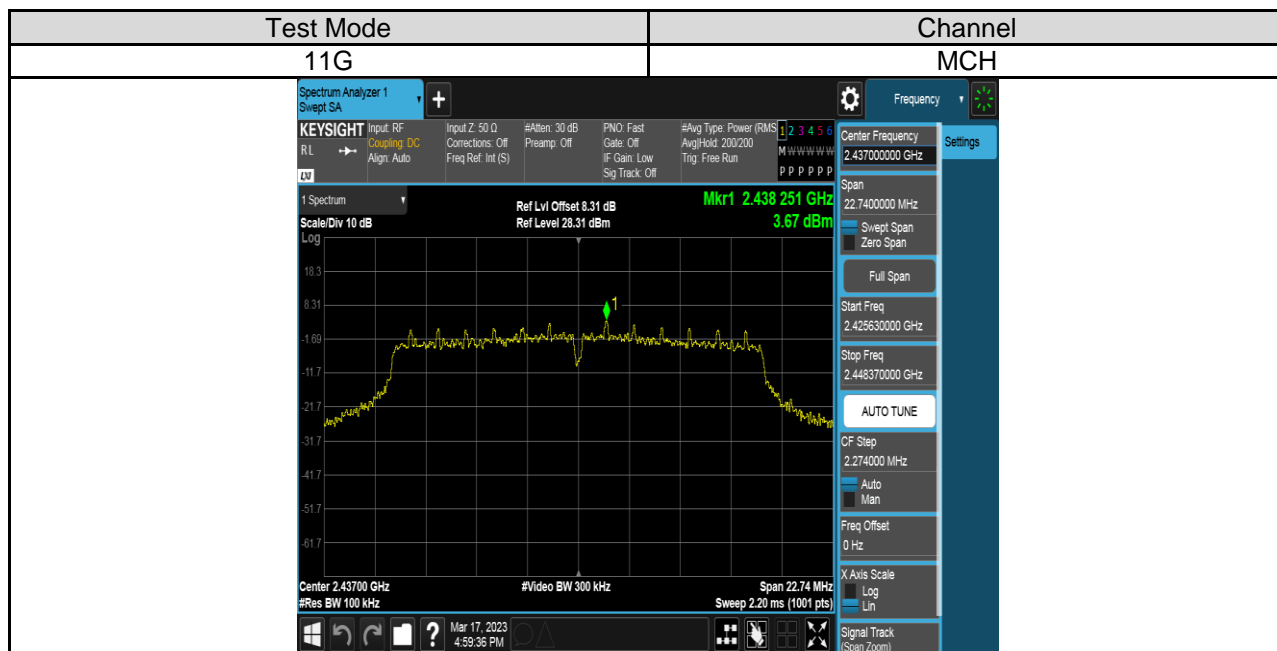 Test Mode Channel
11G MCH
Spectrum Analyzer 1
Swept SA
+
Frequency
KEYSIGHT
RL
LXI
Input: RF
Coupling: DC
Align: Auto
Input Z: 50 Ω
Corrections: Off
Freq Ref: Int (S)
#Atten: 30 dB
Preamp: Off
PNO: Fast
Gate: Off
IF Gain: Low
Sig Track: Off
#Avg Type: Power (RMS
Avg|Hold: 200/200
Trig: Free Run
1 2 3 4 5 6
M W W W W W
P P P P P P
1 Spectrum
Scale/Div 10 dB
Log
Ref Lvl Offset 8.31 dB
Ref Level 28.31 dBm
Mkr1 2.438 251 GHz
3.67 dBm
18.3
8.31
-1.69
-11.7
-21.7
-31.7
-41.7
-51.7
-61.7
1
Center 2.43700 GHz
#Res BW 100 kHz
#Video BW 300 kHz
Span 22.74 MHz
Sweep 2.20 ms (1001 pts)
?
Mar 17, 2023
4:59:36 PM
Center Frequency
2.437000000 GHz
Settings
Span
22.7400000 MHz
Swept Span
Zero Span
Full Span
Start Freq
2.425630000 GHz
Stop Freq
2.448370000 GHz
AUTO TUNE
CF Step
2.274000 MHz
Auto
Man
Freq Offset
0 Hz
X Axis Scale
Log
Lin
Signal Track
(Span Zoom)